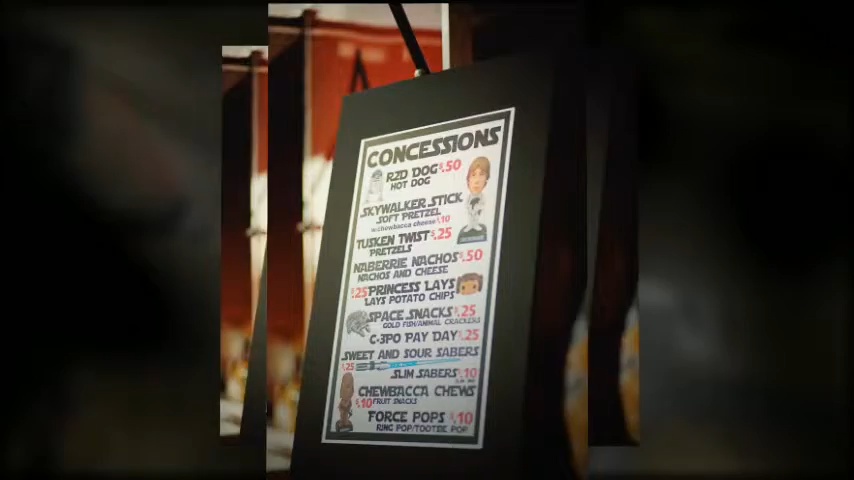 CONCESSIONS
R2D DOG $.50
HOT DOG
SKYWALKER STICK
SOFT PRETZEL
w/chewbacca cheese $.10
TUSKEN TWIST $.25
PRETZELS
NABERRIE NACHOS $.50
NACHOS AND CHEESE
$.25 PRINCESS LAYS
LAYS POTATO CHIPS
SPACE SNACKS $.25
GOLD FISH/ANIMAL CRACKERS
C-3PO PAY DAY $.25
SWEET AND SOUR SABERS
$.25
SLIM SABERS $.10
CHEWBACCA CHEWS
$.10 FRUIT SNACKS
FORCE POPS $.10
RING POP/TOOTSIE POP